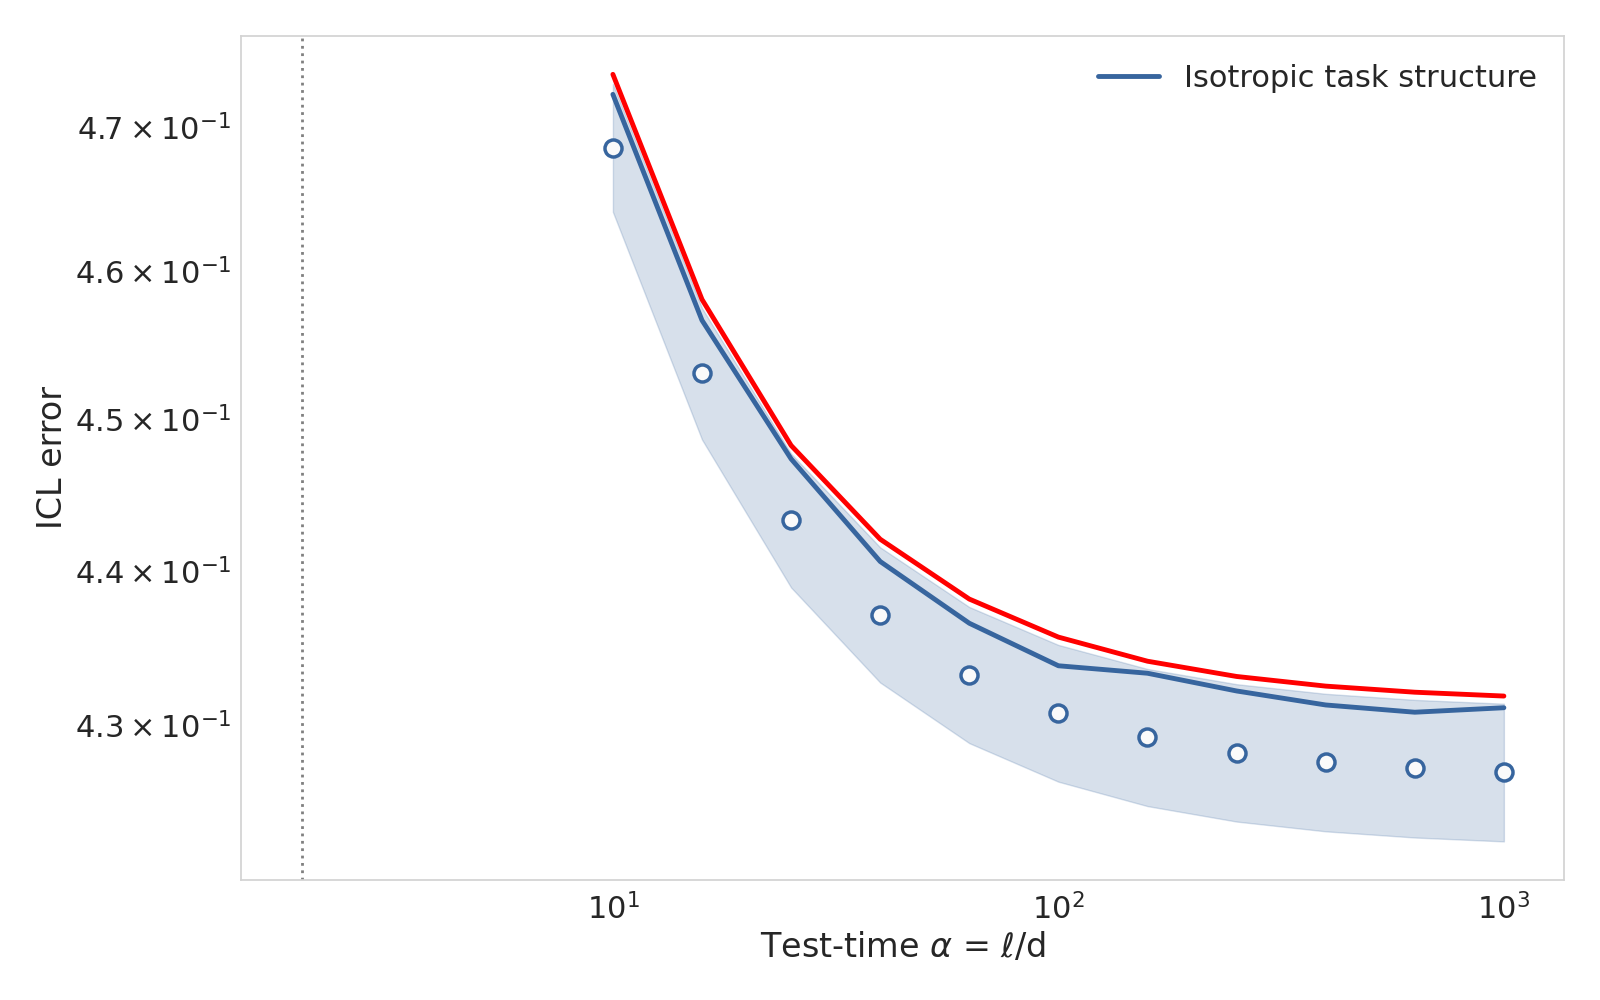 Isotropic task structure
4.7 × 10⁻¹
4.6 × 10⁻¹
4.5 × 10⁻¹
4.4 × 10⁻¹
4.3 × 10⁻¹
ICL error
10¹ 10² 10³
Test-time α = ℓ/d